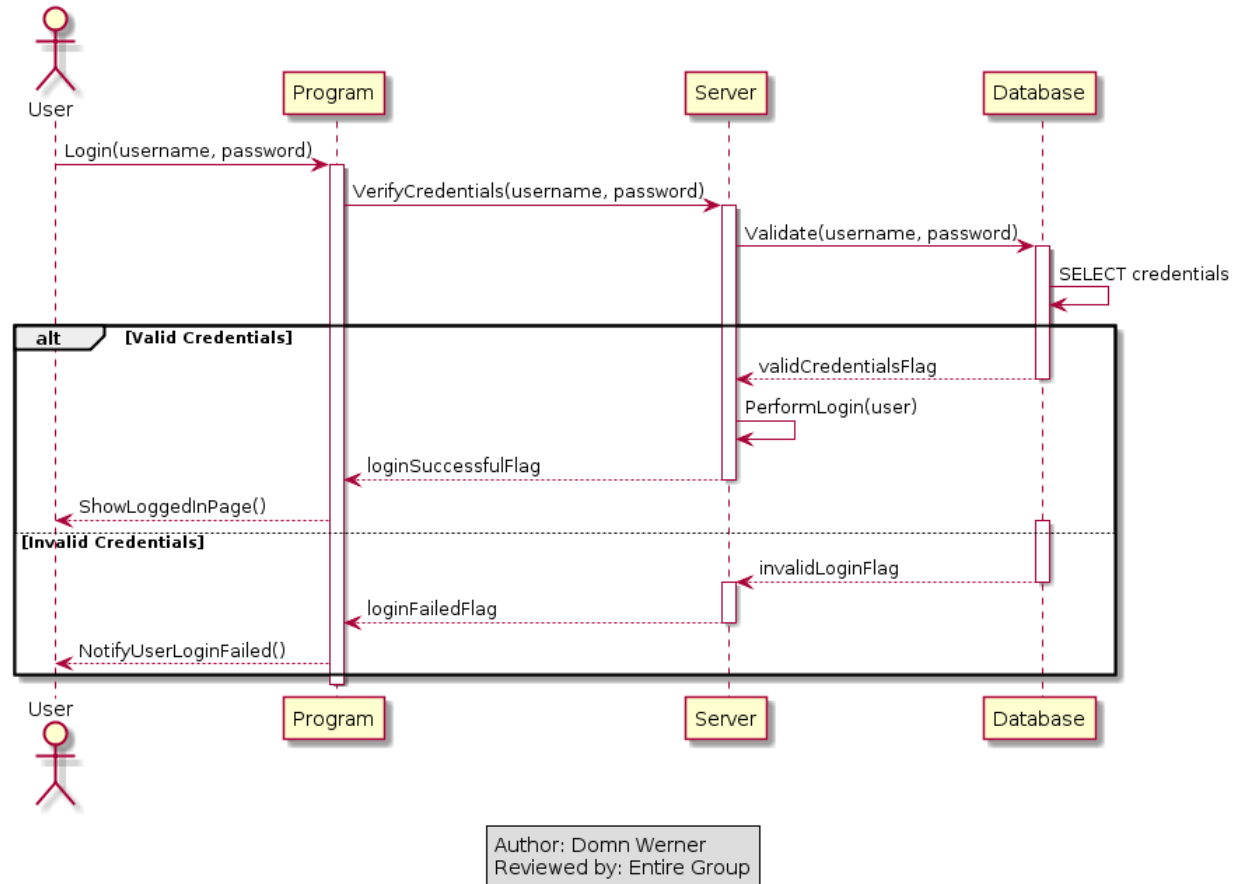 User
Program
Server
Database
Login(username, password)
VerifyCredentials(username, password)
Validate(username, password)
SELECT credentials
alt
[Valid Credentials]
validCredentialsFlag
PerformLogin(user)
loginSuccessfulFlag
ShowLoggedInPage()
[Invalid Credentials]
invalidLoginFlag
loginFailedFlag
NotifyUserLoginFailed()
User
Program
Server
Database
Author: Domn Werner
Reviewed by: Entire Group